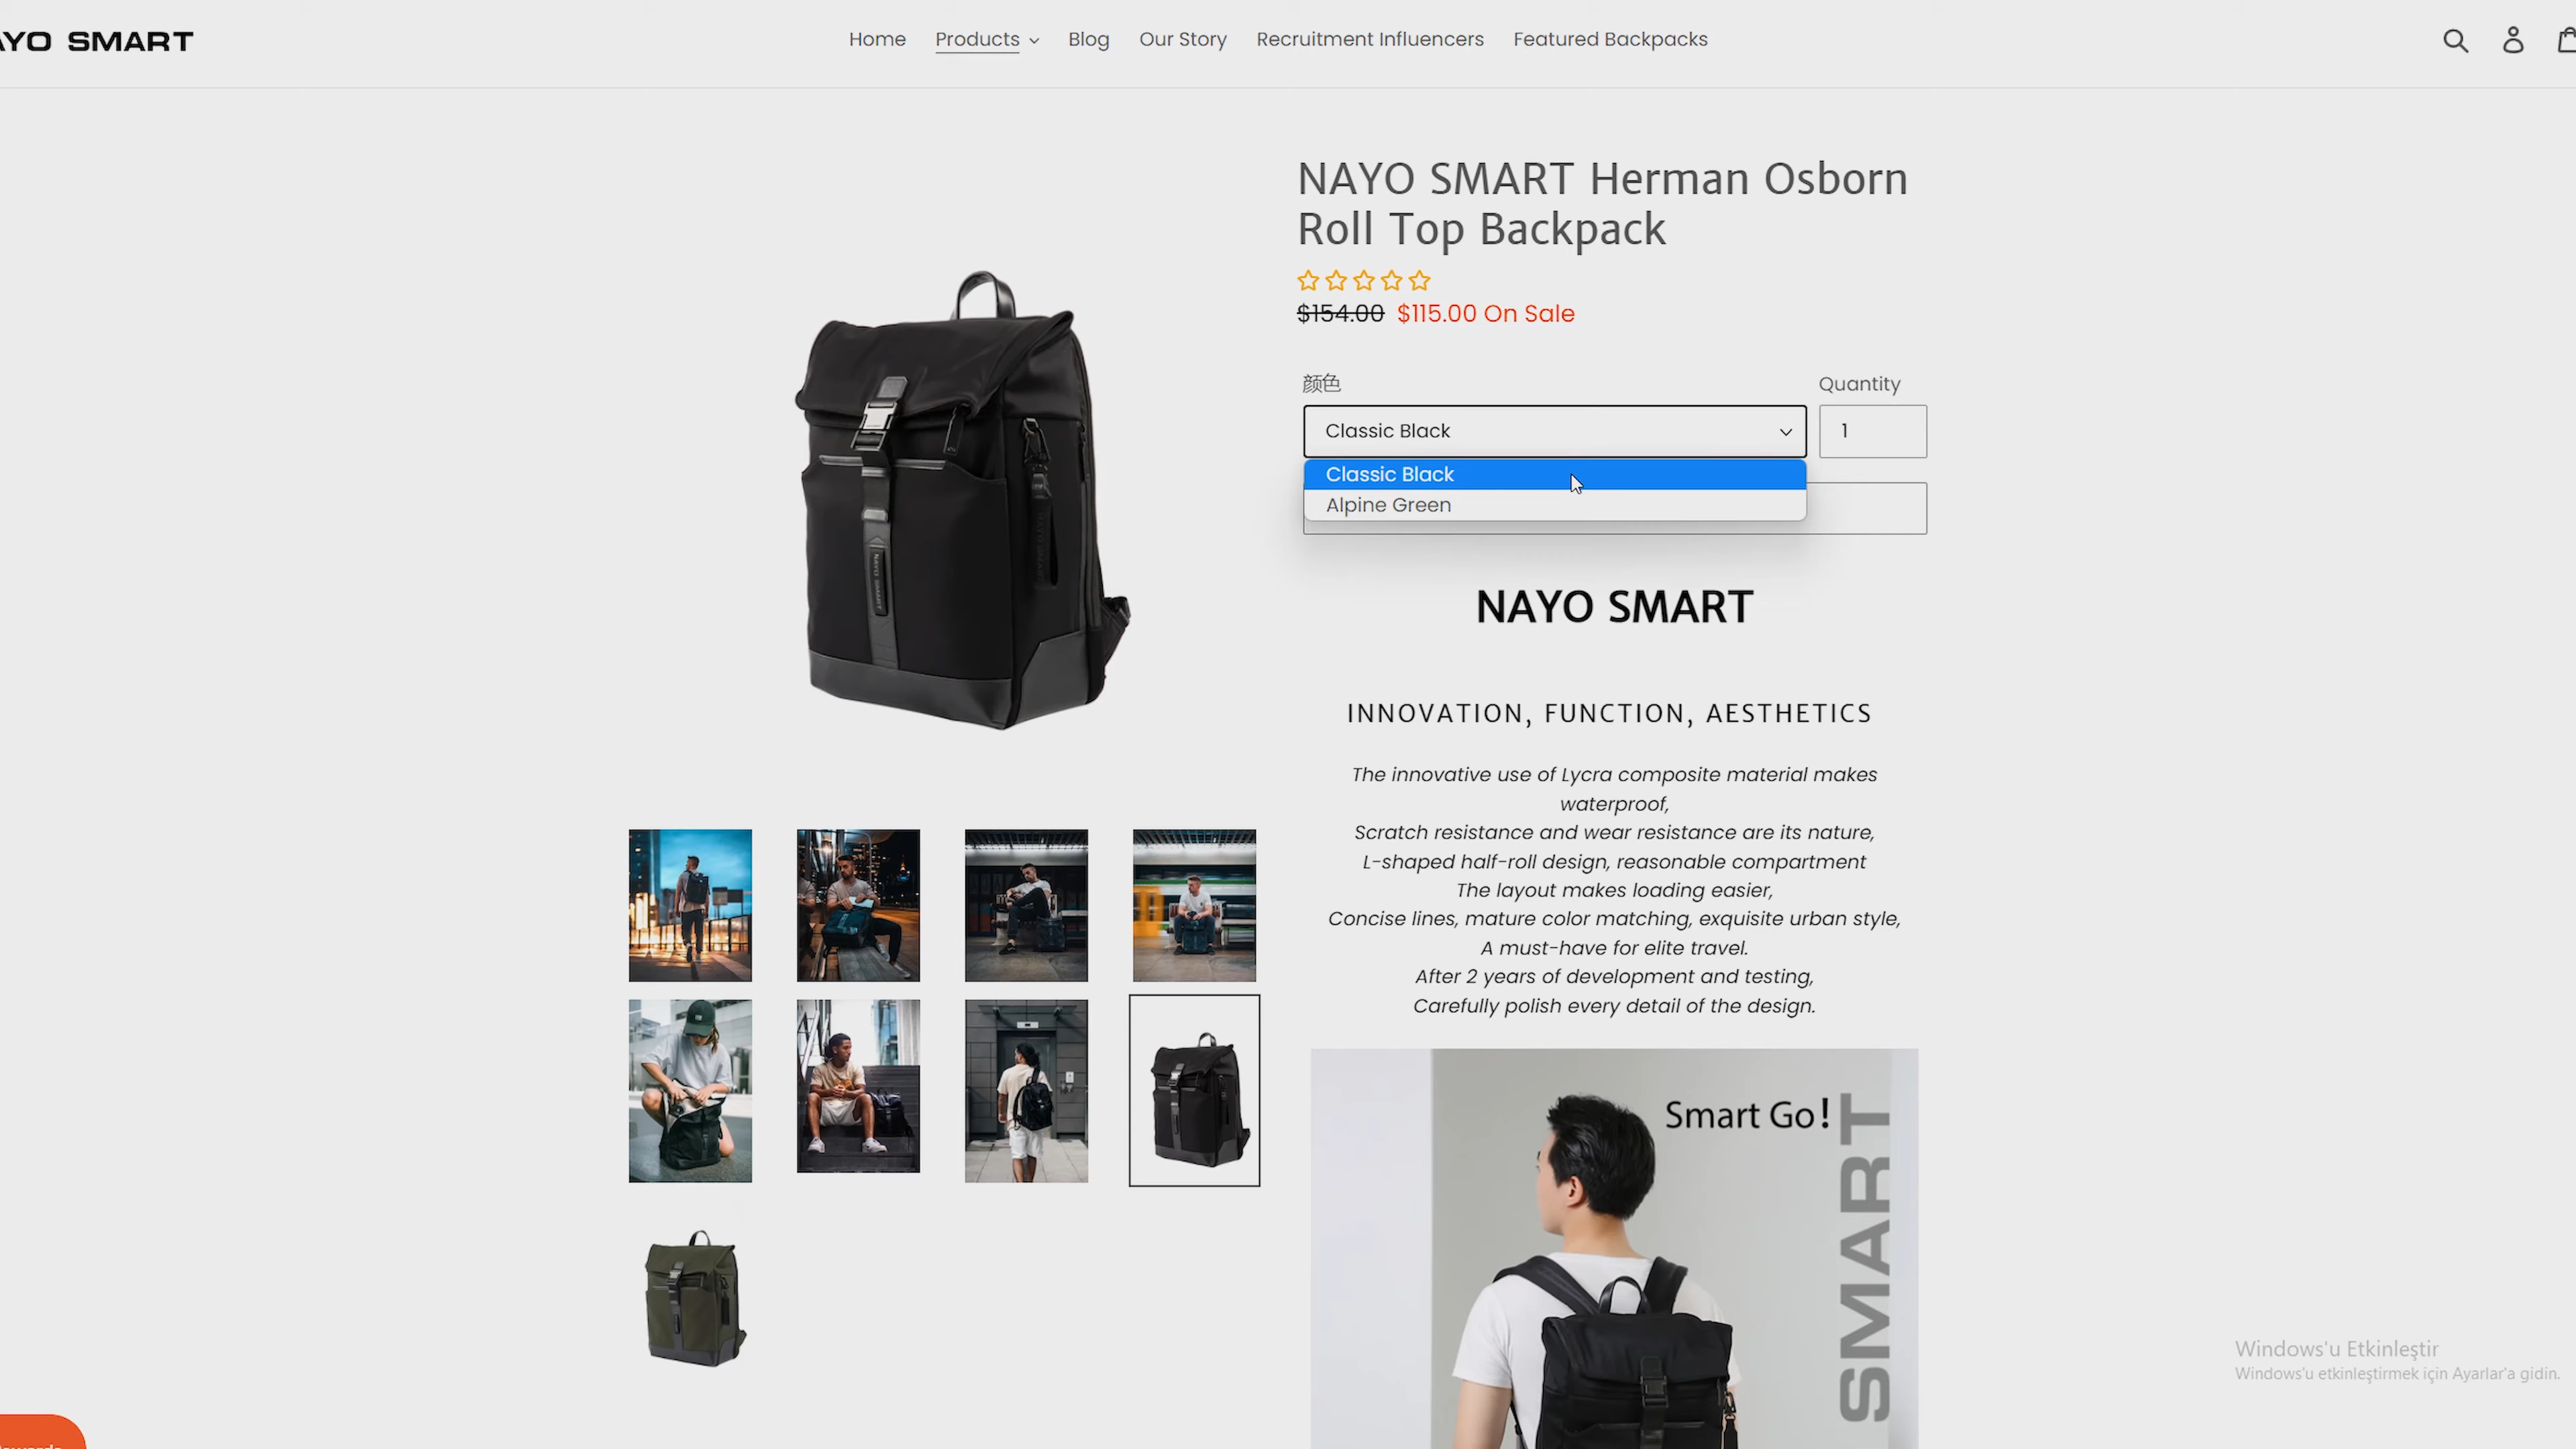 AYO SMART
Home
Products
Blog
Our Story
Recruitment Influencers
Featured Backpacks
NAYO SMART Herman Osborn
Roll Top Backpack
$154.00 $115.00 On Sale
颜色
Quantity
Classic Black
1
Classic Black
Alpine Green
NAYO SMART
NAYO SMART
INNOVATION, FUNCTION, AESTHETICS
The innovative use of Lycra composite material makes
waterproof,
Scratch resistance and wear resistance are its nature,
L-shaped half-roll design, reasonable compartment
The layout makes loading easier,
Concise lines, mature color matching, exquisite urban style,
A must-have for elite travel.
After 2 years of development and testing,
Carefully polish every detail of the design.
Smart Go!
SMART
Windows'u Etkinleştir
Windows'u etkinleştirmek için Ayarlar'a gidin.